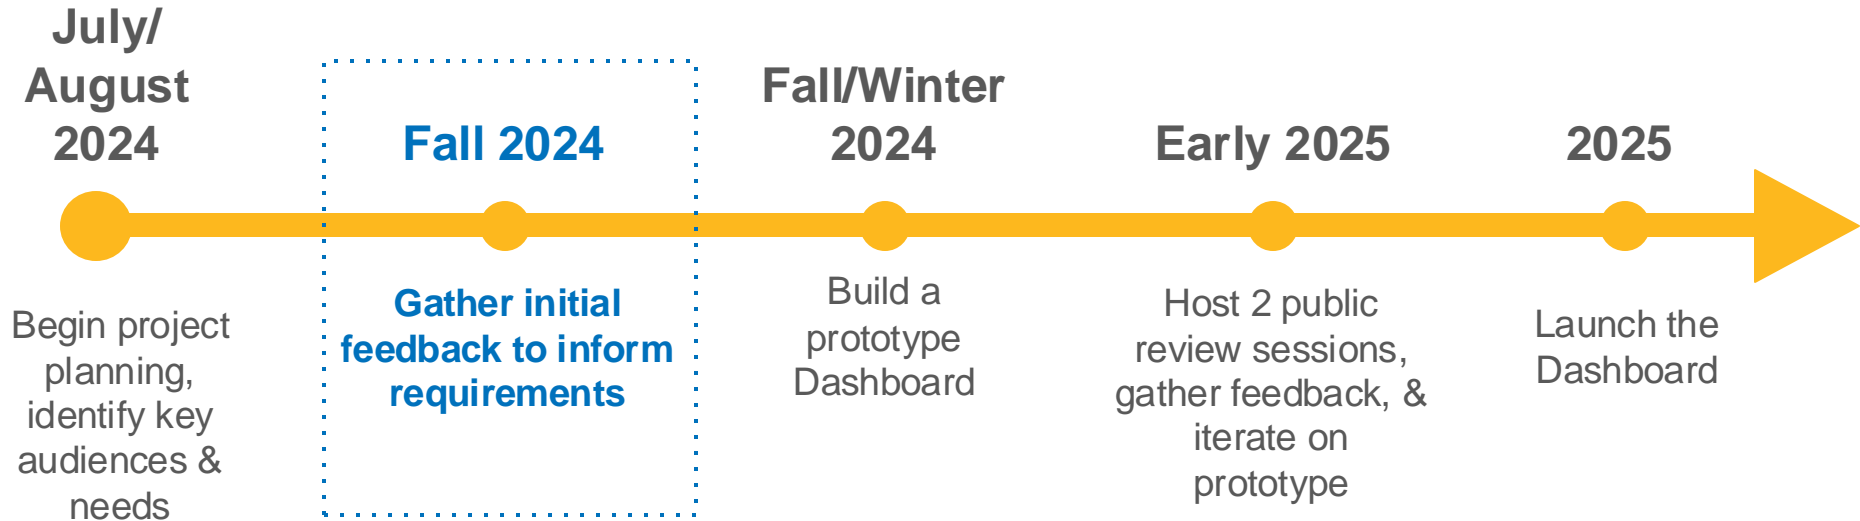 July/
August
2024
Begin project
planning,
identify key
audiences &
needs
Fall 2024
Gather initial
feedback to inform
requirements
Fall/Winter
2024
Build a
prototype
Dashboard
Early 2025
Host 2 public
review sessions,
gather feedback, &
iterate on
prototype
2025
Launch the
Dashboard